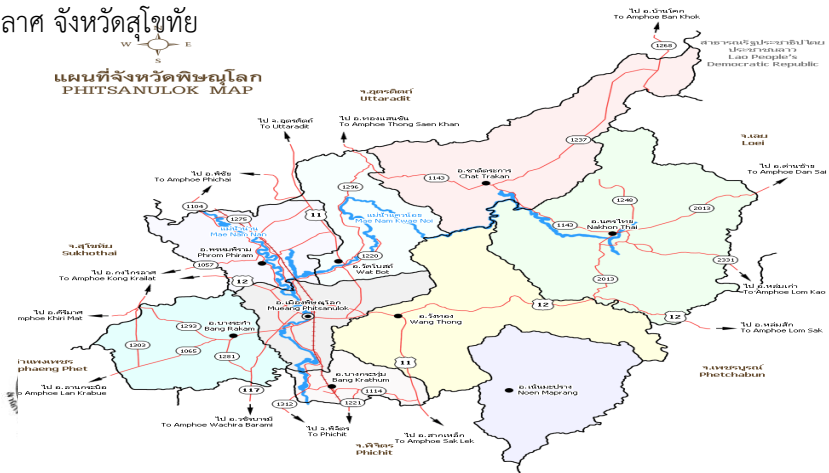 ลาศ จังหวัดสุโขทัย
W E
S
แผนที่จังหวัดพิษณุโลก
PHITSANULOK MAP
ไป อ.บ้านโคก
To Amphoe Ban Khok
1268
สาธารณรัฐประชาธิปไตย
ประชาชนลาว
Lao People's
Democratic Republic
จ.อุตรดิตถ์
Uttaradit
ไป จ.อุตรดิตถ์
To Uttaradit
ไป อ.ทองแสนขัน
To Amphoe Thong Saen Khan
1237
จ.เลย
Loei
ไป อ.พิชัย
To Amphoe Phichai
1296
1143
อ.ชาติตระการ
Chat Trakan
ไป อ.ด่านซ้าย
To Amphoe Dan Sai
1104
1275
11
แม่น้ำแควน้อย
Mae Nam Kwae Noi
1248
2013
แม่น้ำน่าน
Mae Nam Nan
1143
อ.นครไทย
Nakhon Thai
จ.สุโขทัย
Sukhothai
อ.พรหมพิราม
Phrom Phiram
1057
1220
อ.วัดโบสถ์
Wat Bot
2331
ไป อ.กงไกรลาศ
To Amphoe Kong Krailat
12
2013
ไป อ.หล่มเก่า
To Amphoe Lom Kao
ไป อ.คีรีมาศ
mphoe Khiri Mat
อ.เมืองพิษณุโลก
Mueang Phitsanulok
12
อ.วังทอง
Wang Thong
12
ไป อ.หล่มสัก
To Amphoe Lom Sak
1293
อ.บางระกำ
Bang Rakam
1303
1065
1281
11
กำแพงเพชร
phaeng Phet
จ.เพชรบูรณ์
Phetchabun
ไป อ.ลานกระบือ
o Amphoe Lan Krabue
117
อ.บางกระทุ่ม
Bang Krathum
1114
อ.เนินมะปราง
Noen Maprang
1312
1221
ไป อ.วชิรบารมี
To Amphoe Wachira Barami
ไป จ.พิจิตร
To Phichit
จ.พิจิตร
Phichit
ไป อ.สากเหล็ก
To Amphoe Sak Lek